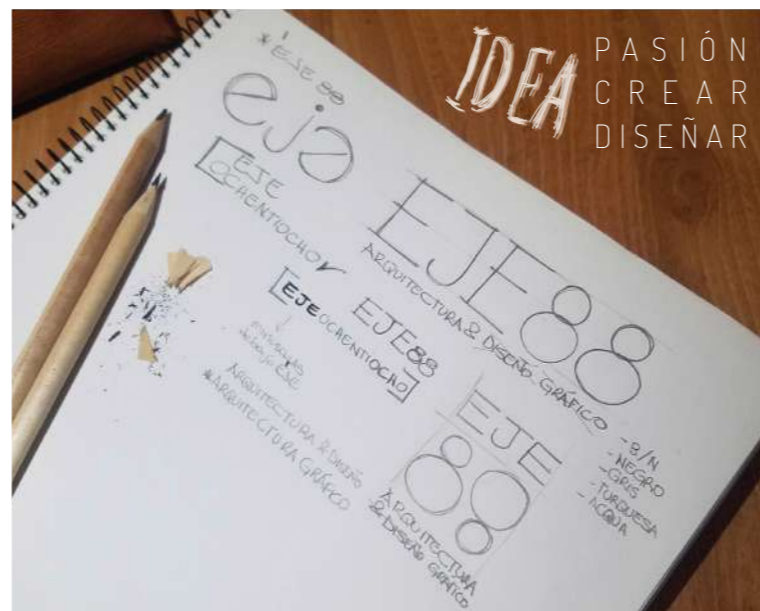 IDEA
PASIÓN
CREAR
DISEÑAR
* EJE 88
eje
EJE
OCHENTIOCHO
EJE88
ARQUITECTURA & DISEÑO GRÁFICO
EJE88
EJEOCHENTIOCHO
ARQUITECTURA & DISEÑO
*ARQUITECTURA GRÁFICO
EJE
88
ARQUITECTURA
& DISEÑO GRÁFICO
- B/N
- NEGRO
- GRIS
- TURQUESA
- ACQUA